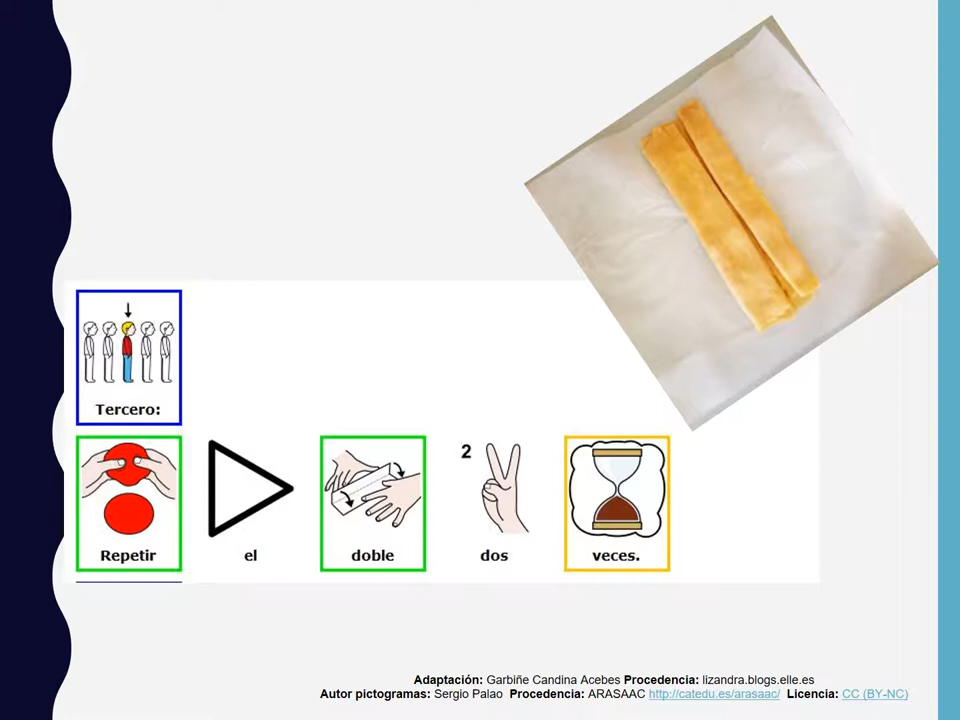 Tercero:
2
Repetir el doble dos veces.
Adaptación: Garbiñe Candina Acebes Procedencia: lizandra.blogs.elle.es
Autor pictogramas: Sergio Palao Procedencia: ARASAAC http://catedu.es/arasaac/ Licencia: CC (BY-NC)